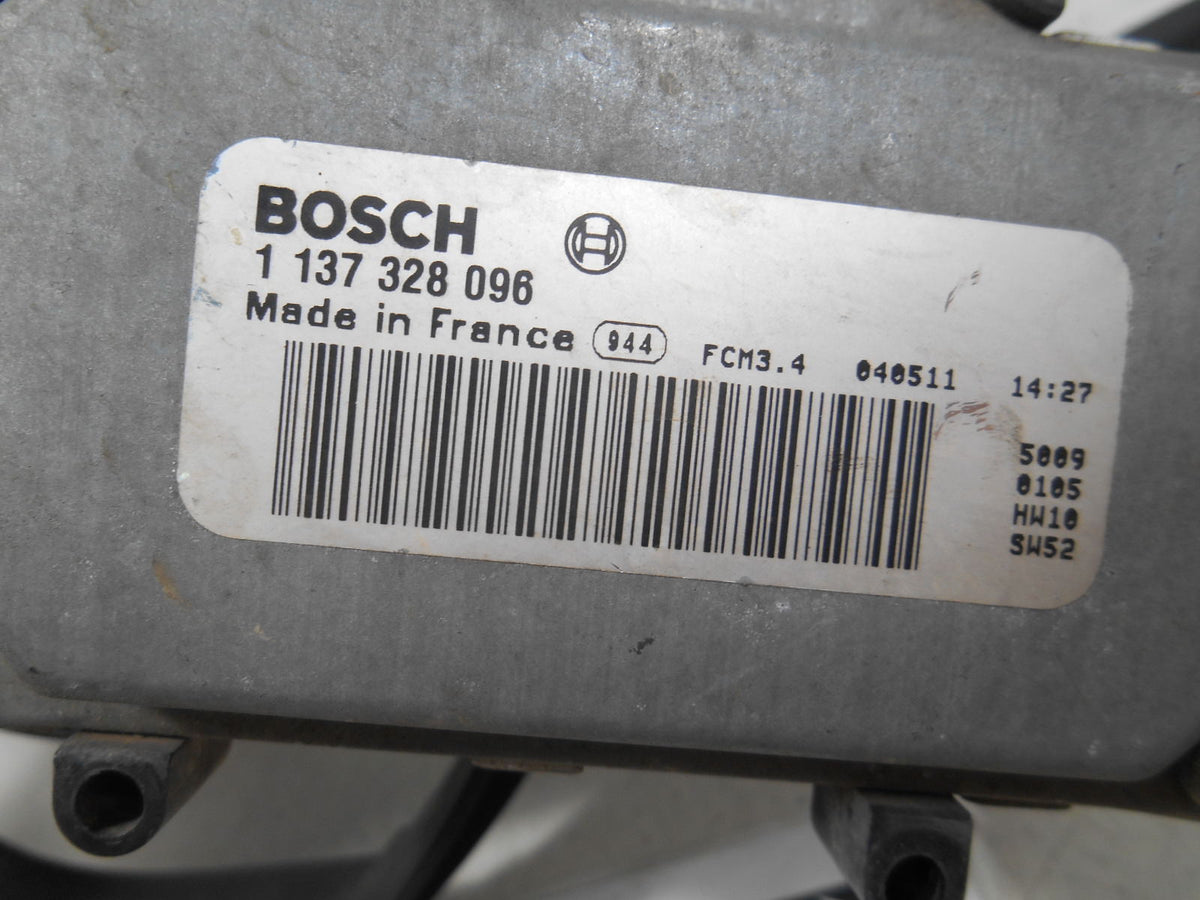 BOSCH
1 137 328 096
Made in France 944 FCM3.4 040511 14:27
5009
0105
HW10
SW52